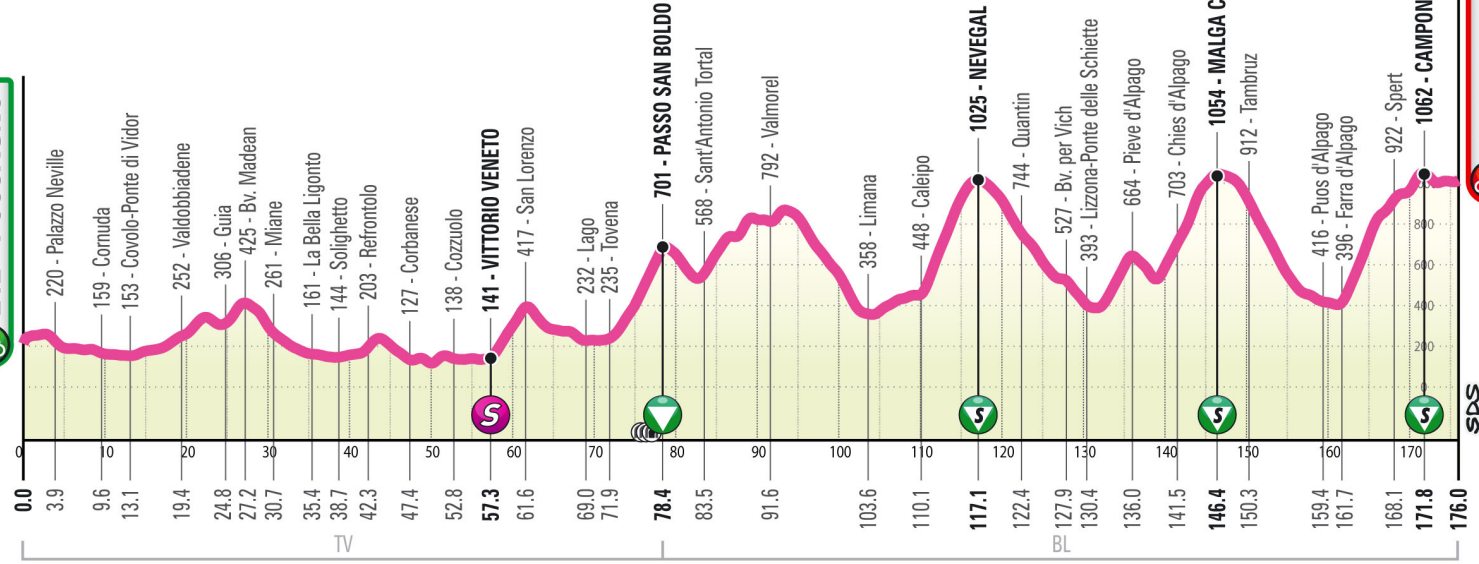 220 - Palazzo Neville
159 - Cornuda
153 - Covolo-Ponte di Vidor
252 - Valdobbiadene
306 - Guia
425 - Bv. Madean
261 - Miane
161 - La Bella Ligonto
144 - Solighetto
203 - Refrontolo
127 - Corbanese
138 - Cozzuolo
141 - VITTORIO VENETO
417 - San Lorenzo
232 - Lago
235 - Tovena
701 - PASSO SAN BOLDO
568 - Sant'Antonio Tortal
792 - Valmorel
358 - Limana
448 - Caleipo
1025 - NEVEGAL
744 - Quantin
527 - Bv. per Vich
393 - Lizzona-Ponte delle Schiette
664 - Pieve d'Alpago
703 - Chies d'Alpago
1054 - MALGA C
912 - Tambruz
416 - Puos d'Alpago
396 - Farra d'Alpago
922 - Spert
1062 - CAMPON
800
600
400
200
0
S
S
S
S
SDS
0 10 20 30 40 50 60 70 80 90 100 110 120 130 140 150 160 170
0.0 3.9 9.6 13.1 19.4 24.8 27.2 30.7 35.4 38.7 42.3 47.4 52.8 57.3 61.6 69.0 71.9 78.4 83.5 91.6 103.6 110.1 117.1 122.4 127.9 130.4 136.0 141.5 146.4 150.3 159.4 161.7 168.1 171.8 176.0
TV BL